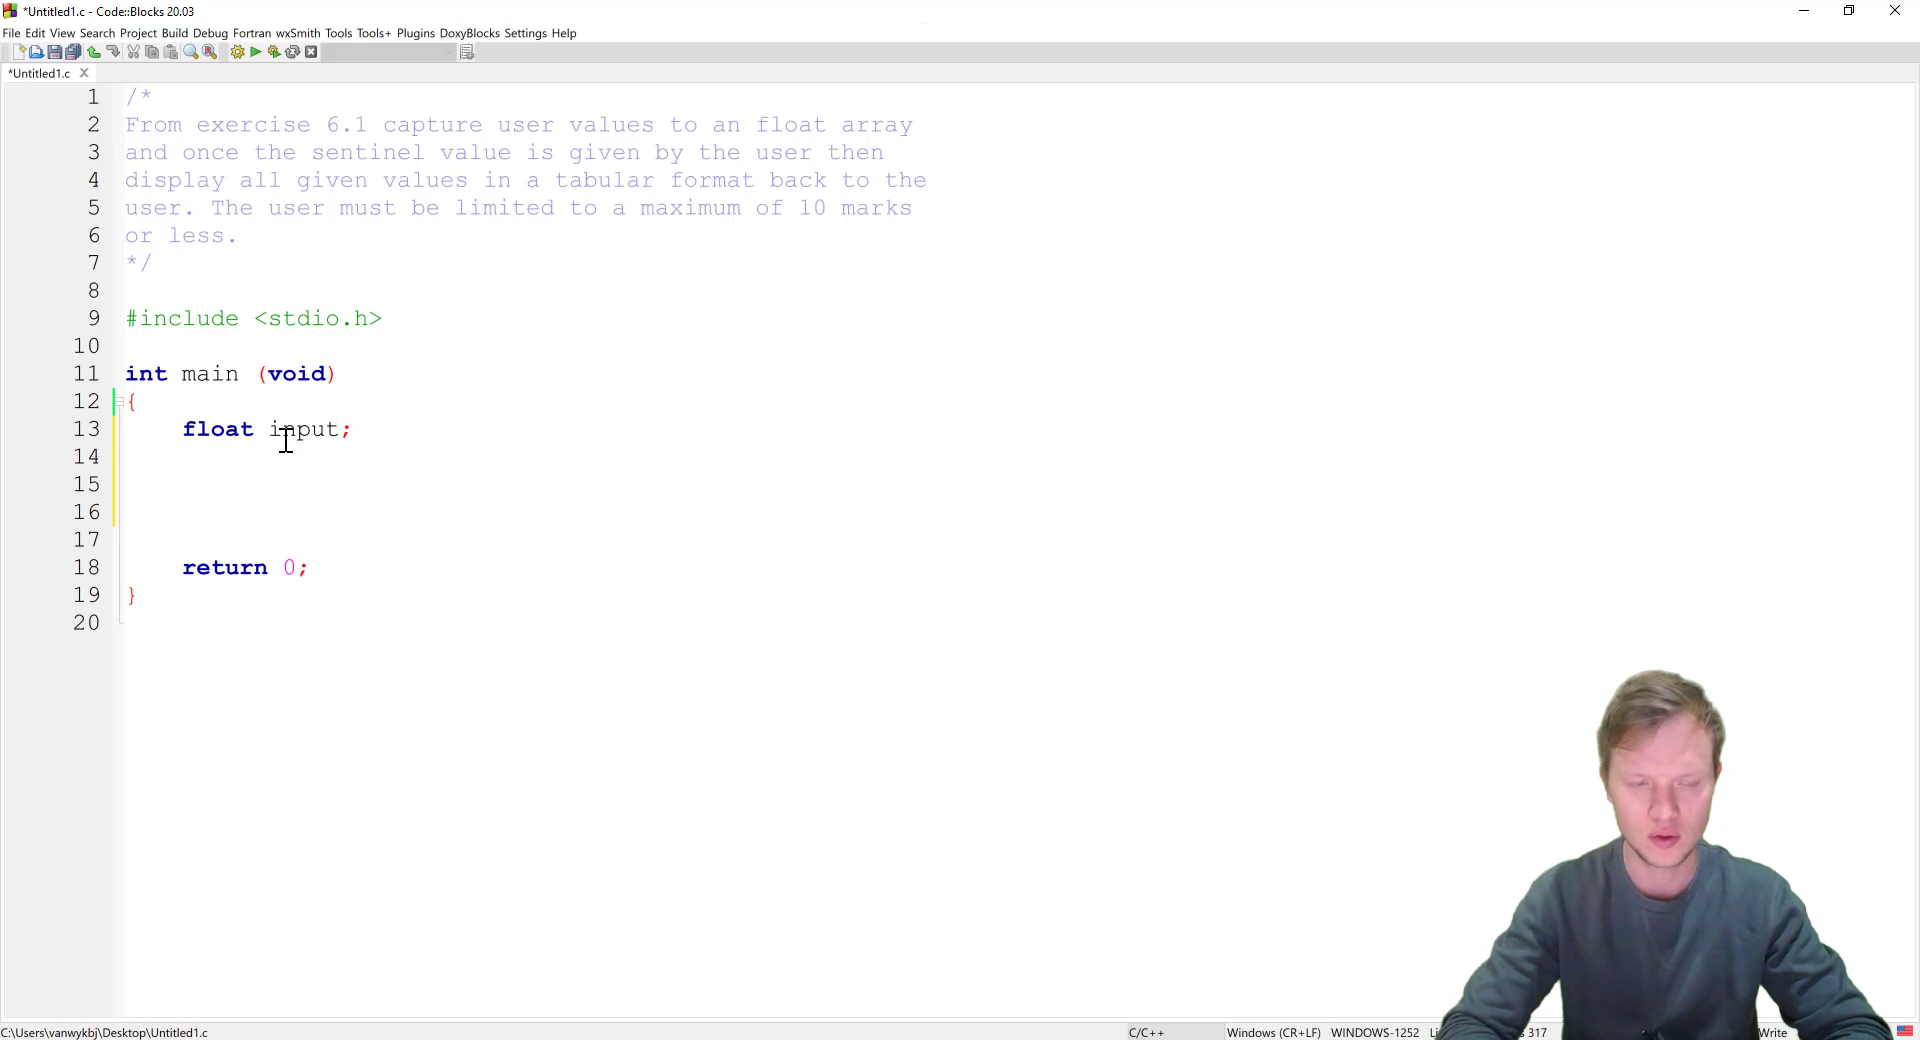 *Untitled1.c - Code::Blocks 20.03
File Edit View Search Project Build Debug Fortran wxSmith Tools Tools+ Plugins DoxyBlocks Settings Help
*Untitled1.c
1 /*
2 From exercise 6.1 capture user values to an float array
3 and once the sentinel value is given by the user then
4 display all given values in a tabular format back to the
5 user. The user must be limited to a maximum of 10 marks
6 or less.
7 */
8
9 #include <stdio.h>
10
11 int main (void)
12 {
13 float input;
14
15
16
17
18 return 0;
19 }
20
C:\Users\vanwykbj\Desktop\Untitled1.c C/C++ Windows (CR+LF) WINDOWS-1252 317